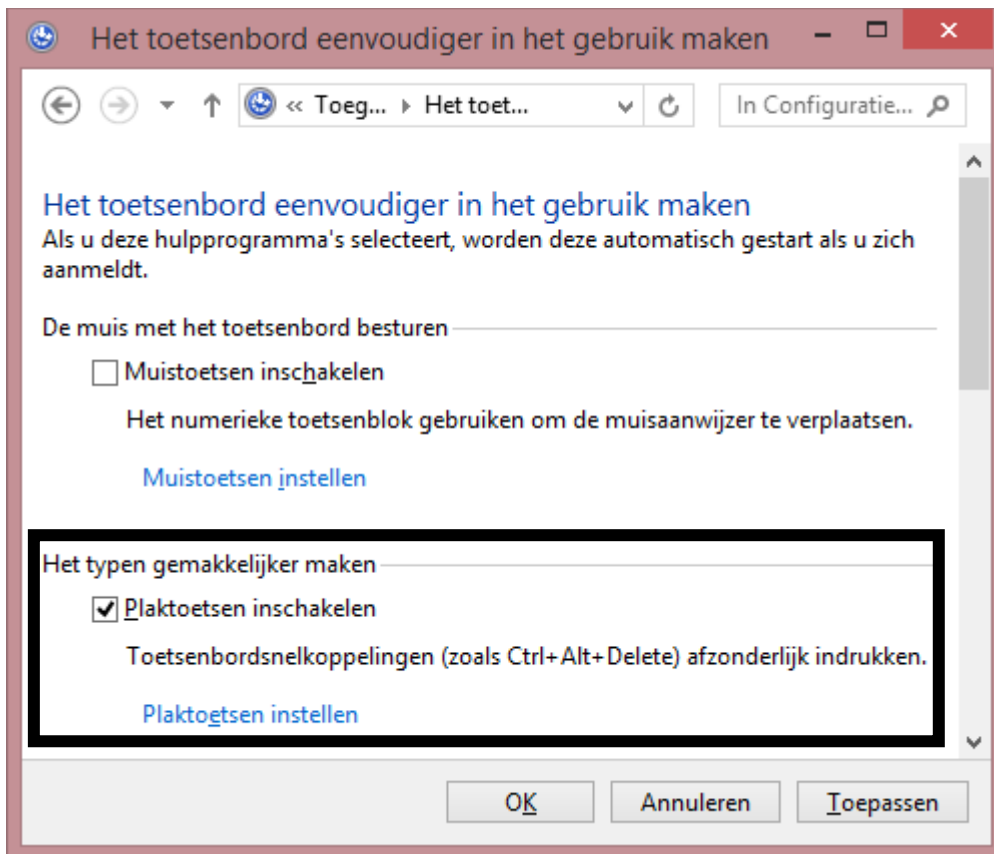 Het toetsenbord eenvoudiger in het gebruik maken
« Toeg... Het toet... In Configuratie...
Het toetsenbord eenvoudiger in het gebruik maken
Als u deze hulpprogramma's selecteert, worden deze automatisch gestart als u zich
aanmeldt.
De muis met het toetsenbord besturen
Muistoetsen inschakelen
Het numerieke toetsenblok gebruiken om de muisaanwijzer te verplaatsen.
Muistoetsen instellen
Het typen gemakkelijker maken
Plaktoetsen inschakelen
Toetsenbordsnelkoppelingen (zoals Ctrl+Alt+Delete) afzonderlijk indrukken.
Plaktoetsen instellen
OK Annuleren Toepassen